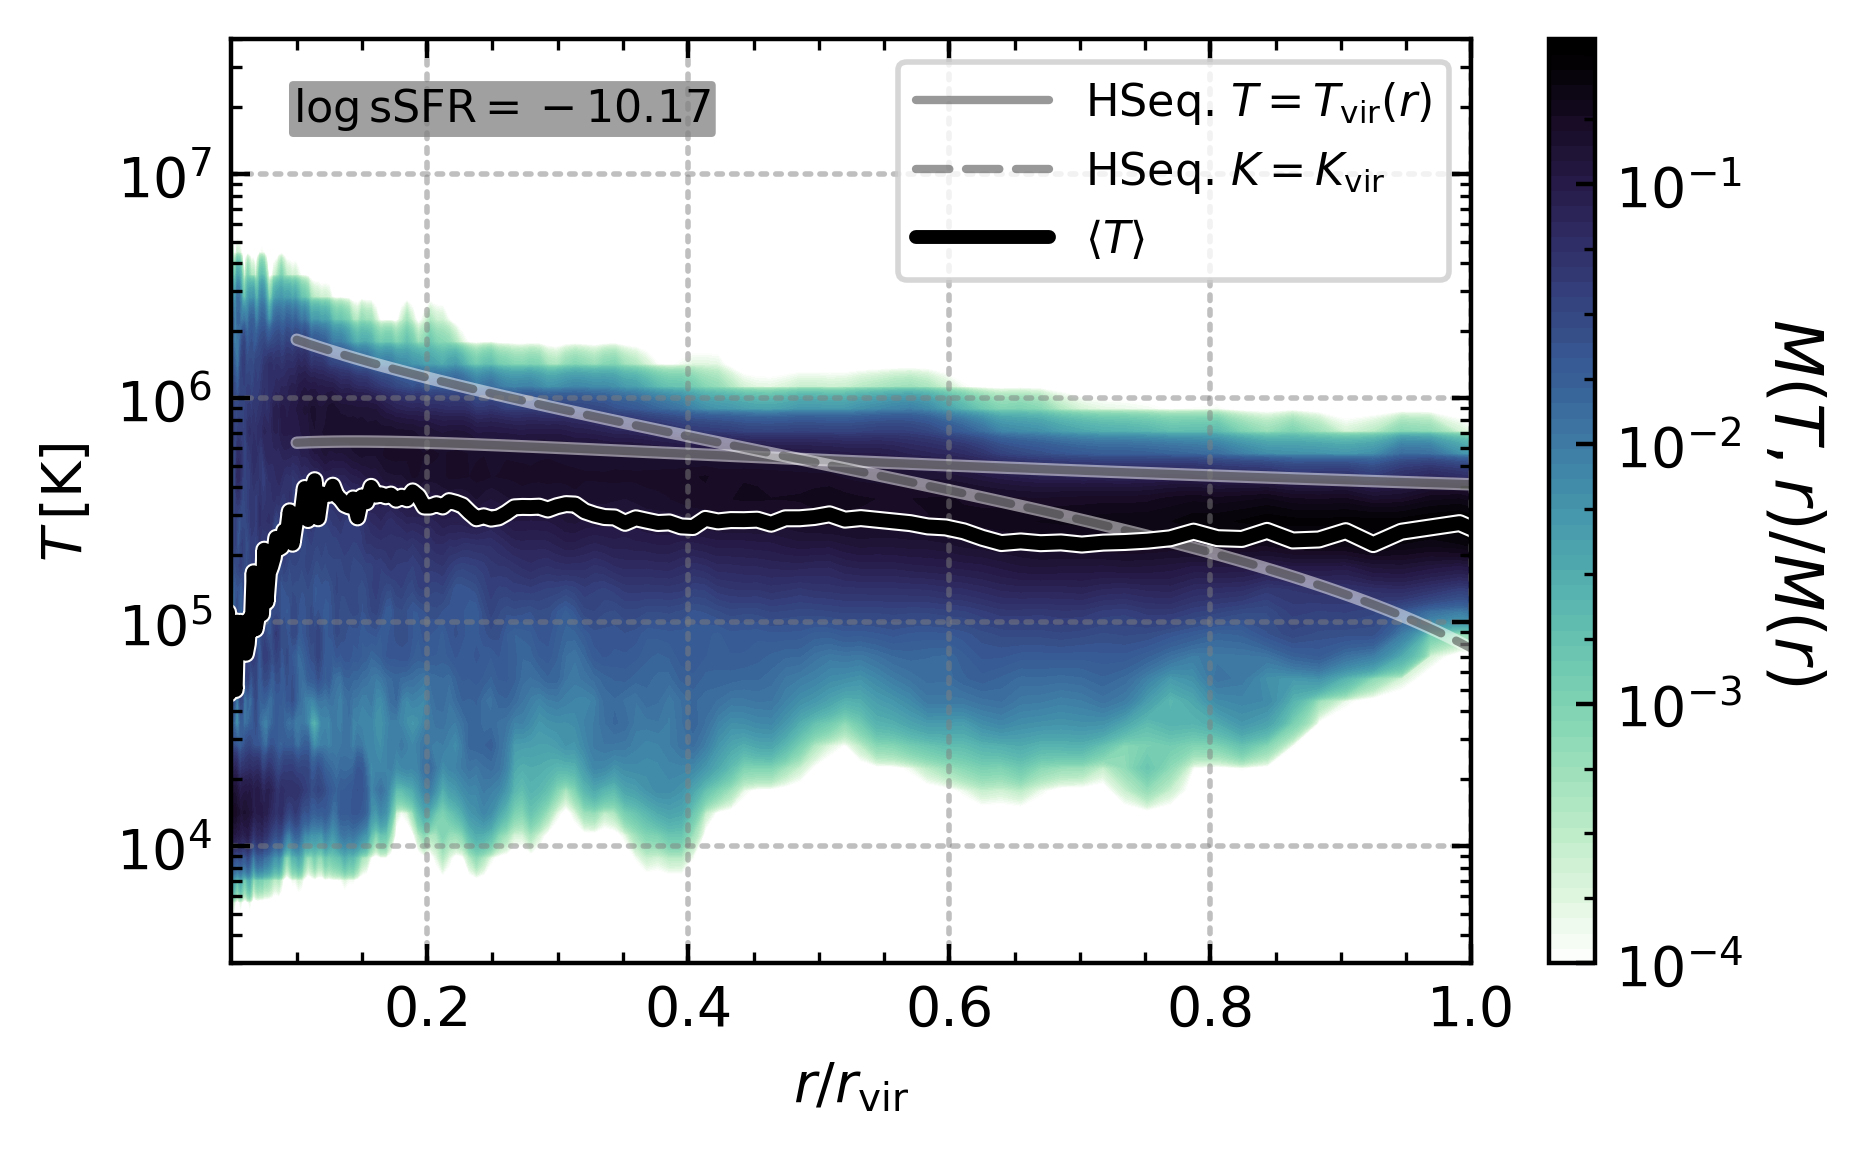 log sSFR = −10.17
HSeq. T = T_vir(r)
HSeq. K = K_vir
⟨T⟩
10^7
10^6
10^5
10^4
T [K]
0.2 0.4 0.6 0.8 1.0
r/r_vir
10^−1
10^−2
10^−3
10^−4
M(T, r)/M(r)